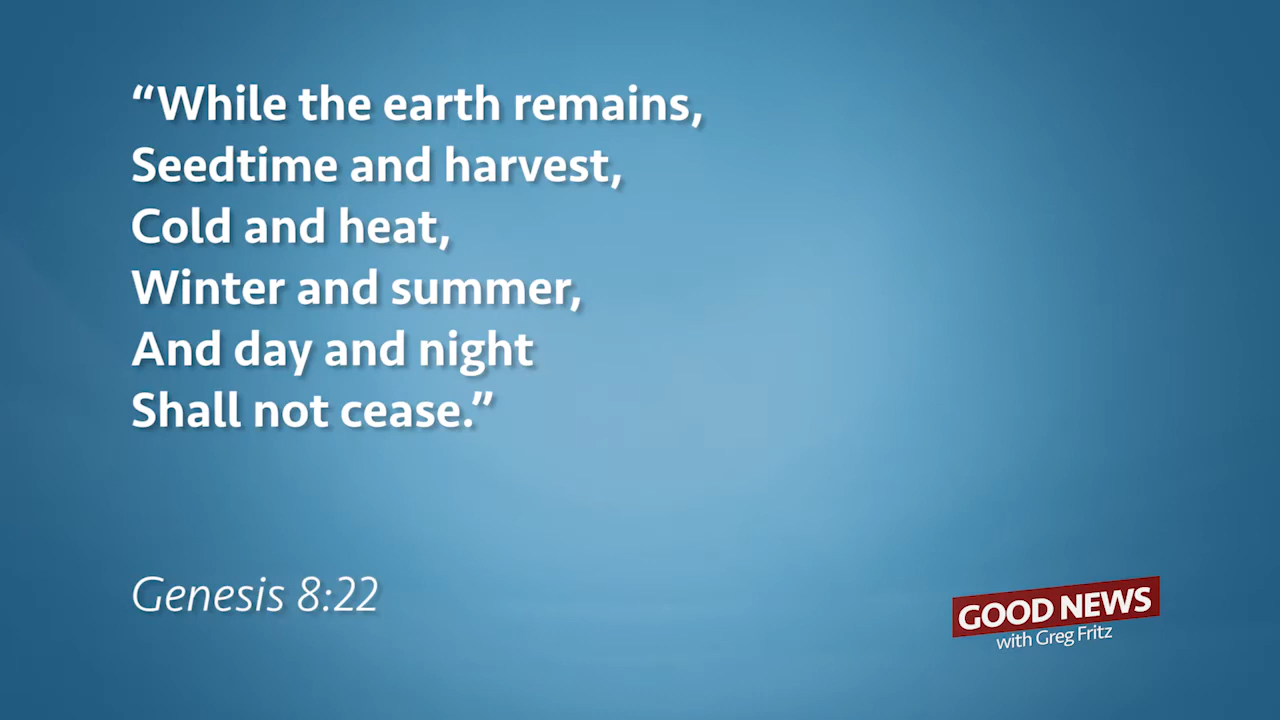 “While the earth remains,
Seedtime and harvest,
Cold and heat,
Winter and summer,
And day and night
Shall not cease.”
Genesis 8:22
GOOD NEWS
with Greg Fritz